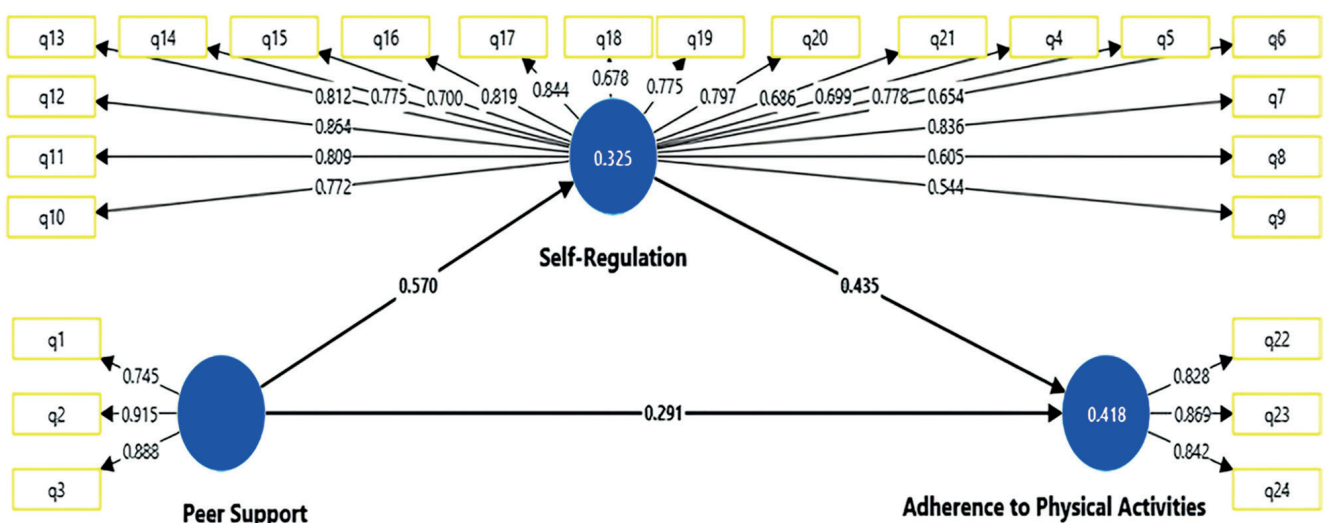 q13 q14 q15 q16 q17 q18 q19 q20 q21 q4 q5 q6
0.812 0.775 0.700 0.819 0.844 0.678 0.775 0.797 0.686 0.699 0.778 0.654
q12 0.864 0.836 q7
q11 0.809 0.325 0.605 q8
q10 0.772 0.544 q9
Self-Regulation
0.570 0.435
q1 0.745
q2 0.915
q3 0.888
0.291
0.418
0.828 q22
0.869 q23
0.842 q24
Peer Support
Adherence to Physical Activities